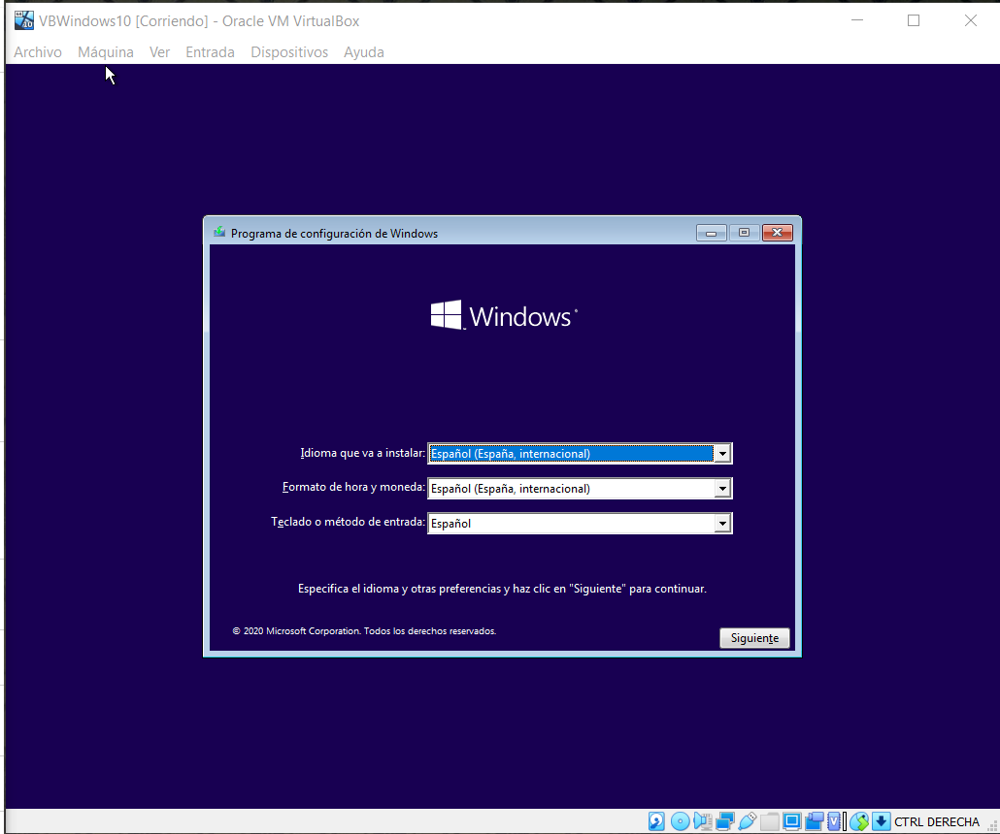 VBWindows10 [Corriendo] - Oracle VM VirtualBox
Archivo Máquina Ver Entrada Dispositivos Ayuda
Programa de configuración de Windows
Windows
Idioma que va a instalar: Español (España, internacional)
Formato de hora y moneda: Español (España, internacional)
Teclado o método de entrada: Español
Especifica el idioma y otras preferencias y haz clic en "Siguiente" para continuar.
© 2020 Microsoft Corporation. Todos los derechos reservados.
Siguiente
CTRL DERECHA